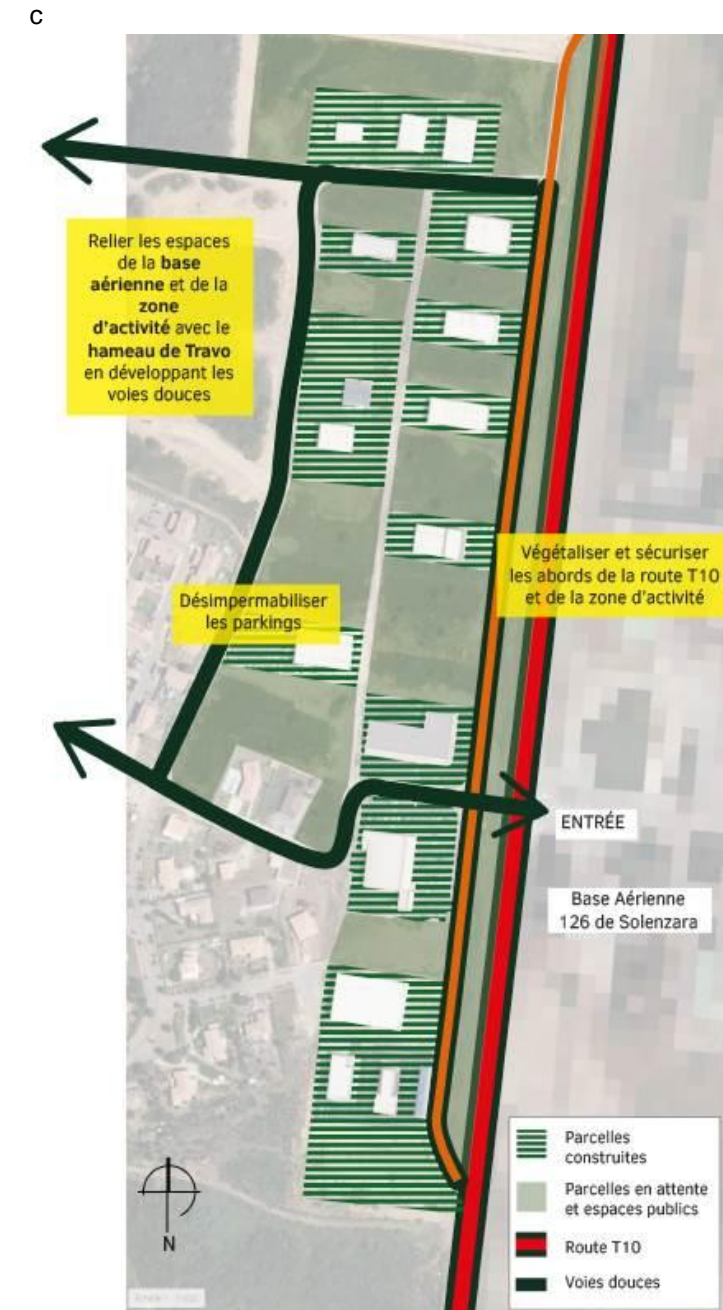 c
Relier les espaces
de la base
aérienne et de la
zone
d'activité avec le
hameau de Travo
en développant les
voies douces
Végétaliser et sécuriser
les abords de la route T10
et de la zone d'activité
Désimpermabiliser
les parkings
ENTRÉE
Base Aérienne
126 de Solenzara
N
Parcelles
construites
Parcelles en attente
et espaces publics
Route T10
Voies douces